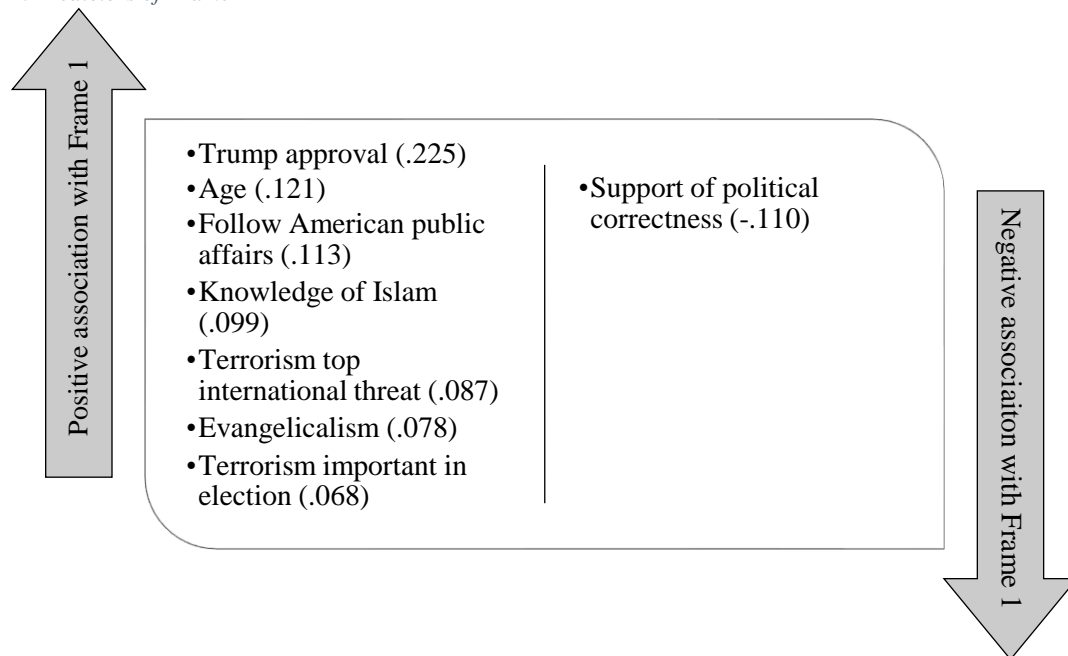 Positive association with Frame 1
•Trump approval (.225)
•Age (.121)
•Follow American public
affairs (.113)
•Knowledge of Islam
(.099)
•Terrorism top
international threat (.087)
•Evangelicalism (.078)
•Terrorism important in
election (.068)
•Support of political
correctness (-.110)
Negative associaiton with Frame 1